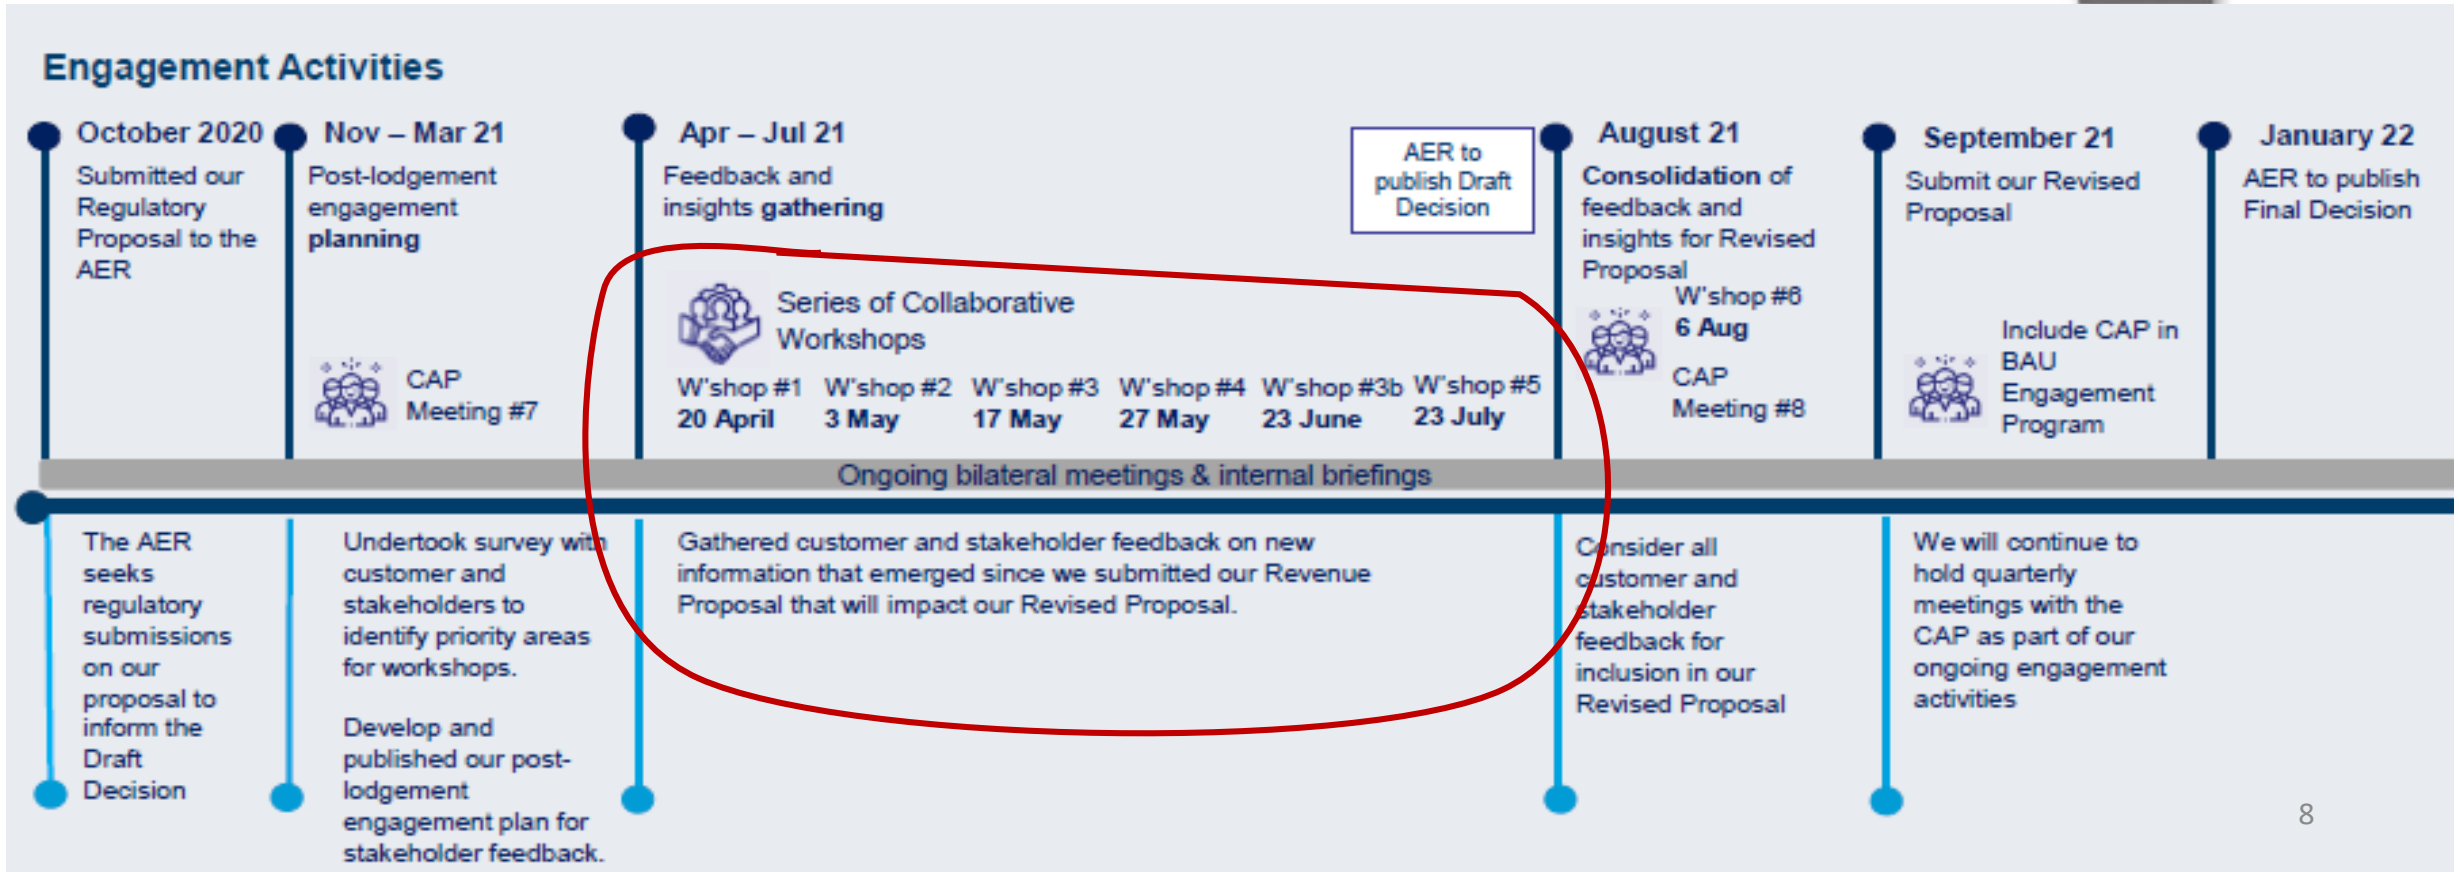 Engagement Activities
October 2020
Submitted our
Regulatory
Proposal to the
AER
Nov – Mar 21
Post-lodgement
engagement
planning
CAP
Meeting #7
Apr – Jul 21
Feedback and
insights gathering
Series of Collaborative
Workshops
W'shop #1
20 April
W'shop #2
3 May
W'shop #3
17 May
W'shop #4
27 May
W'shop #3b
23 June
W'shop #5
23 July
AER to
publish Draft
Decision
August 21
Consolidation of
feedback and
insights for Revised
Proposal
W'shop #6
6 Aug
CAP
Meeting #8
September 21
Submit our Revised
Proposal
Include CAP in
BAU
Engagement
Program
January 22
AER to publish
Final Decision
Ongoing bilateral meetings & internal briefings
The AER
seeks
regulatory
submissions
on our
proposal to
inform the
Draft
Decision
Undertook survey with
customer and
stakeholders to
identify priority areas
for workshops.
Develop and
published our post-
lodgement
engagement plan for
stakeholder feedback.
Gathered customer and stakeholder feedback on new
information that emerged since we submitted our Revenue
Proposal that will impact our Revised Proposal.
Consider all
customer and
stakeholder
feedback for
inclusion in our
Revised Proposal
We will continue to
hold quarterly
meetings with the
CAP as part of our
ongoing engagement
activities
8